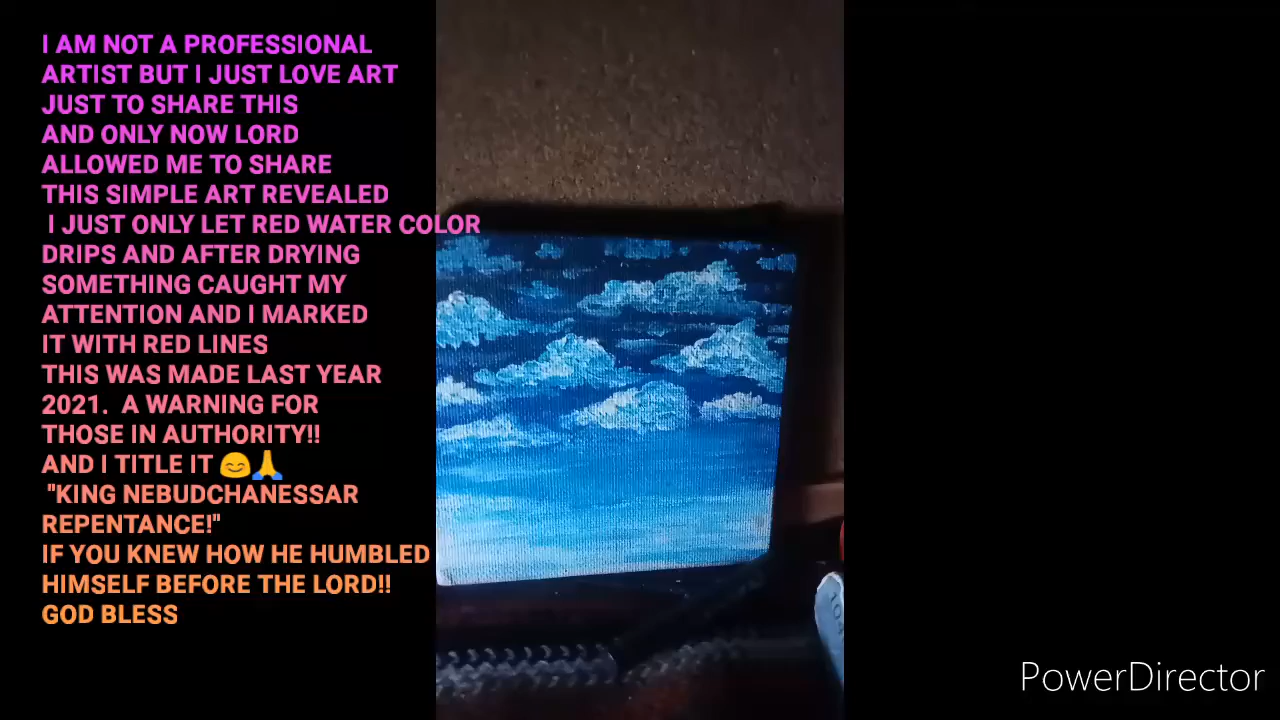 I AM NOT A PROFESSIONAL
ARTIST BUT I JUST LOVE ART
JUST TO SHARE THIS
AND ONLY NOW LORD
ALLOWED ME TO SHARE
THIS SIMPLE ART REVEALED
I JUST ONLY LET RED WATER COLOR
DRIPS AND AFTER DRYING
SOMETHING CAUGHT MY
ATTENTION AND I MARKED
IT WITH RED LINES
THIS WAS MADE LAST YEAR
2021. A WARNING FOR
THOSE IN AUTHORITY!!
AND I TITLE IT 😊🙏
"KING NEBUDCHANESSAR
REPENTANCE!"
IF YOU KNEW HOW HE HUMBLED
HIMSELF BEFORE THE LORD!!
GOD BLESS
PowerDirector